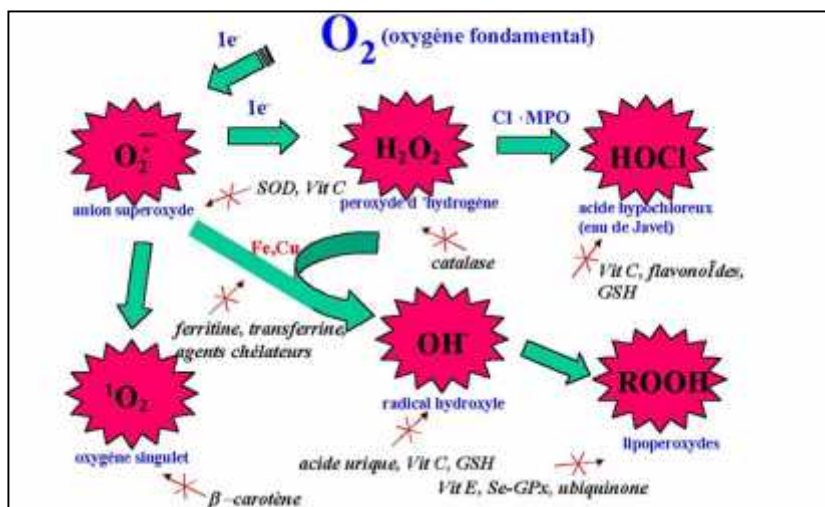 1e-
O2 (oxygène fondamental)
1e-
Cl · MPO
O2·−
H2O2
HOCl
anion superoxyde
SOD, Vit C
peroxyde d 'hydrogène
acide hypochloreux
(eau de Javel)
Fe,Cu
catalase
Vit C, flavonoÏdes,
GSH
ferritine, transferrine,
agents chélateurs
OH·
radical hydroxyle
ROOH
lipoperoxydes
1O2
oxygène singulet
acide urique, Vit C, GSH
Vit E, Se-GPx, ubiquinone
β –carotène